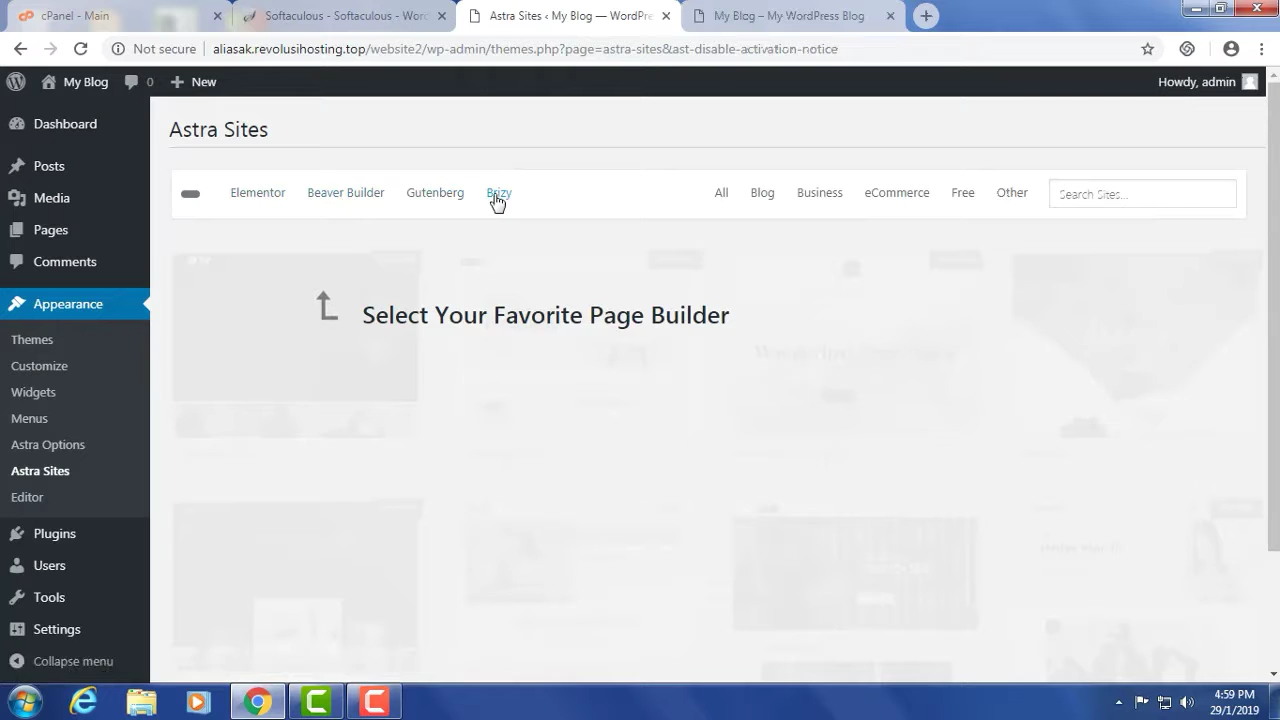 cPanel - Main
Softaculous - Softaculous - Wor
Astra Sites ‹ My Blog — WordPre
My Blog – My WordPress Blog
Not secure
aliasak.revolusihosting.top/website2/wp-admin/themes.php?page=astra-sites&ast-disable-activation-notice
My Blog
0
New
Howdy, admin
Dashboard
Posts
Media
Pages
Comments
Appearance
Themes
Customize
Widgets
Menus
Astra Options
Astra Sites
Editor
Plugins
Users
Tools
Settings
Collapse menu
Astra Sites
Elementor
Beaver Builder
Gutenberg
Brizy
All
Blog
Business
eCommerce
Free
Other
Search Sites...
Select Your Favorite Page Builder
4:59 PM
29/1/2019